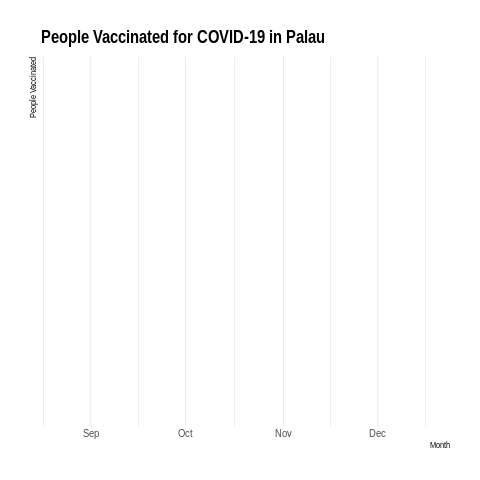 People Vaccinated for COVID-19 in Palau
People Vaccinated
Sep Oct Nov Dec
Month